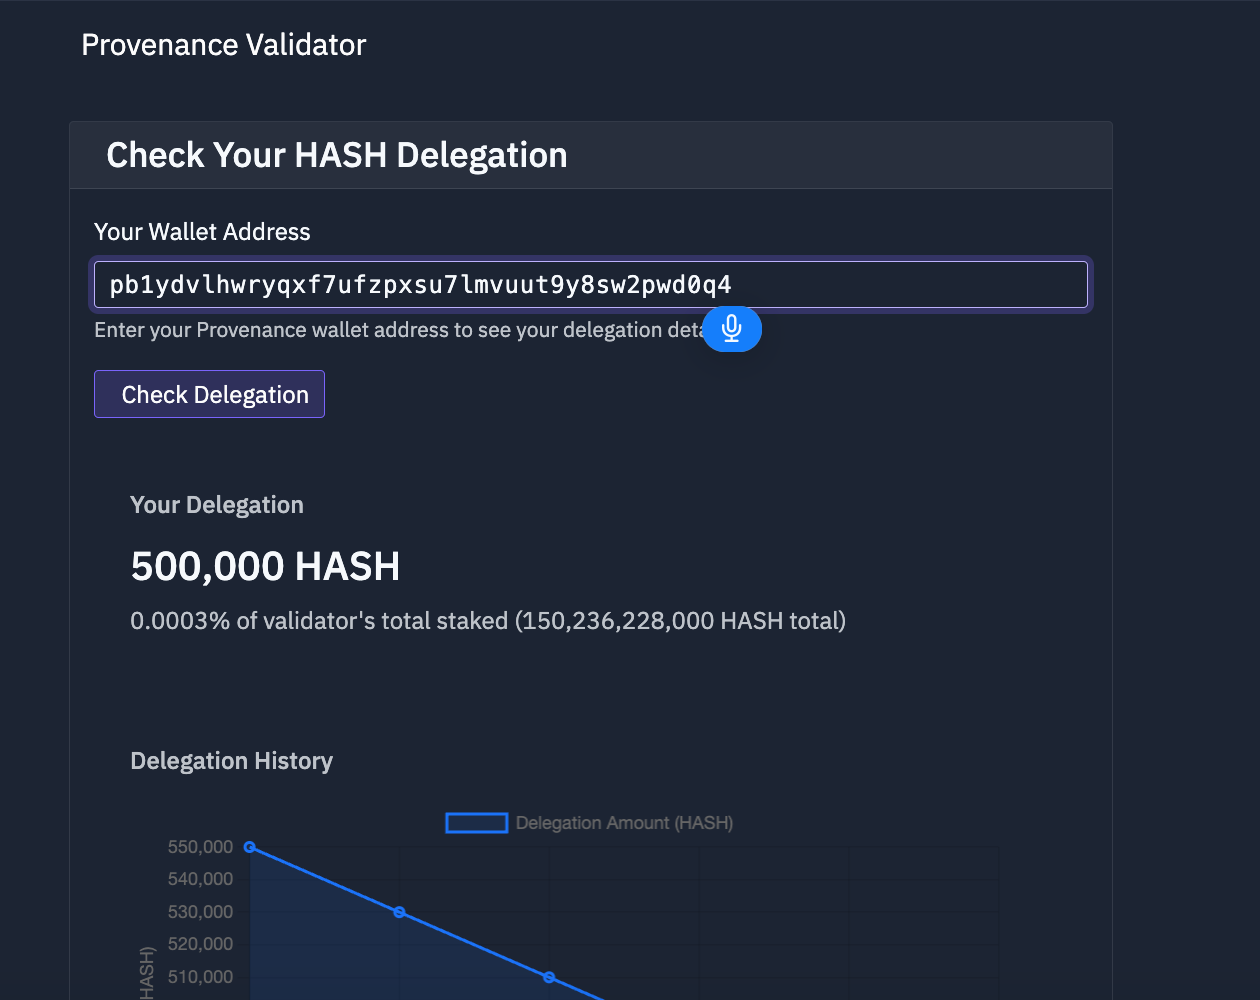 Provenance Validator
Check Your HASH Delegation
Your Wallet Address
pb1ydvlhwryqxf7ufzpxsu7lmvuut9y8sw2pwd0q4
Enter your Provenance wallet address to see your delegation
Check Delegation
Your Delegation
500,000 HASH
0.0003% of validator's total staked (150,236,228,000 HASH total)
Delegation History
Delegation Amount (HASH)
550,000
540,000
530,000
520,000
510,000
HASH)